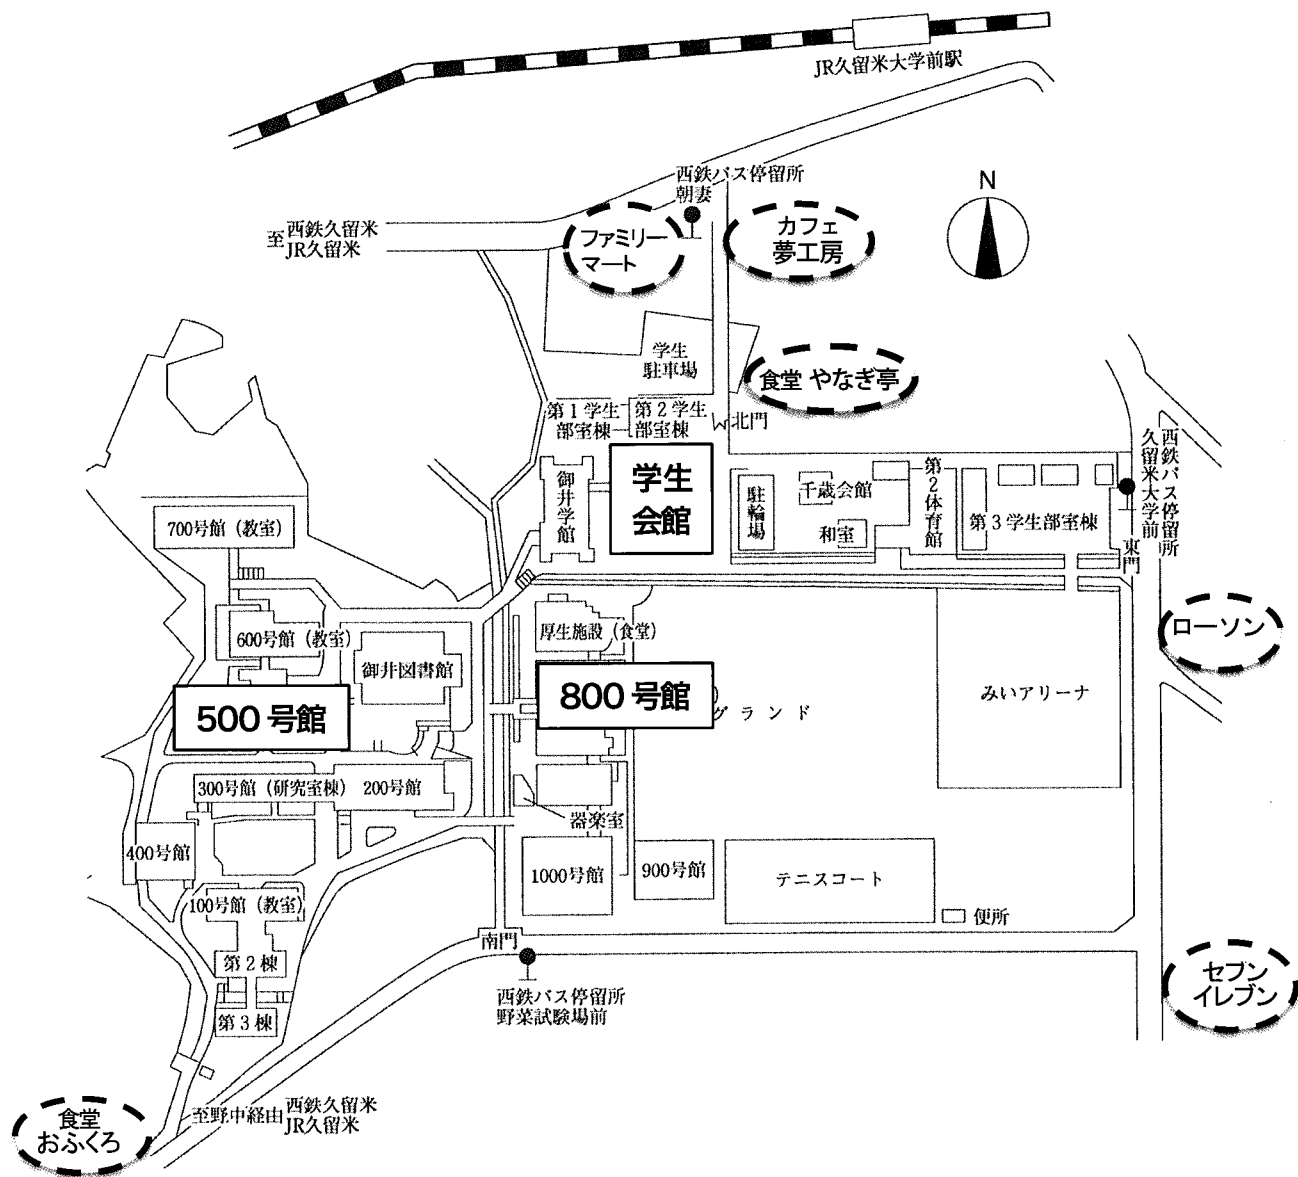 JR久留米大学前駅
西鉄バス停留所
朝妻
N
至 西鉄久留米
JR久留米
ファミリー
マート
カフェ
夢工房
学生
駐車場
食堂 やなぎ亭
第1学生
部室棟
第2学生
部室棟
北門
西鉄バス停留所
久留米大学前
御井学館
学生
会館
駐輪場
千歳会館
和室
第2体育館
第3学生部室棟
東門
700号館（教室）
600号館（教室）
御井図書館
厚生施設（食堂）
ローソン
500 号館
800 号館
グランド
みいアリーナ
300号館（研究室棟）
200号館
器楽室
400号館
1000号館
900号館
テニスコート
100号館（教室）
便所
南門
第2棟
西鉄バス停留所
野菜試験場前
セブン
イレブン
第3棟
至野中経由 西鉄久留米
JR久留米
食堂
おふくろ